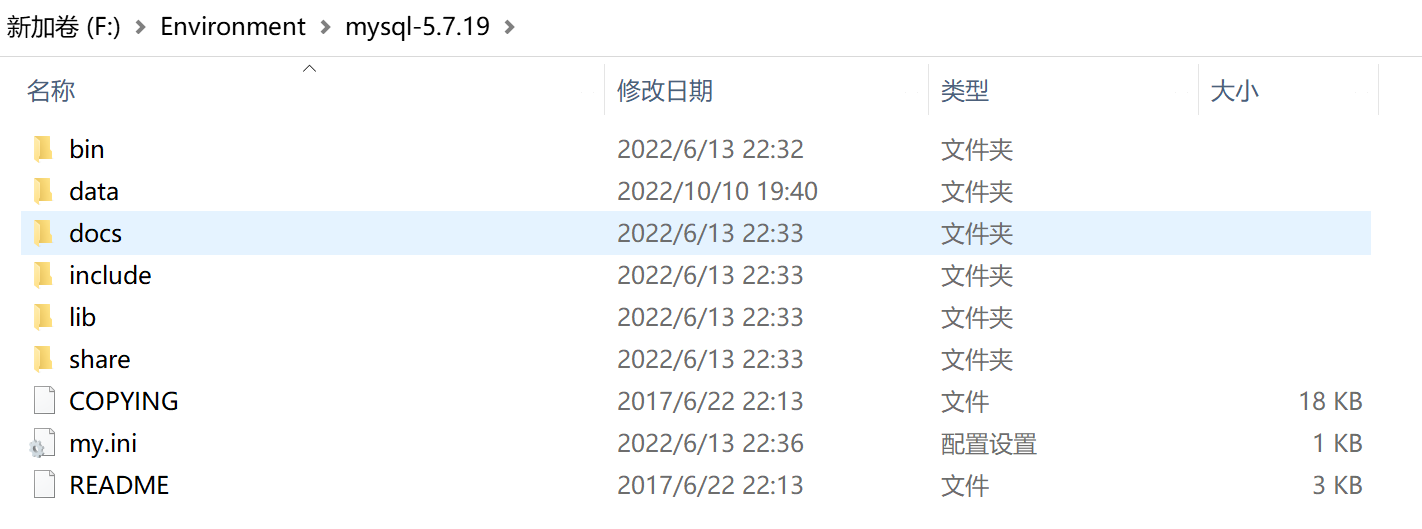 新加卷 (F:) > Environment > mysql-5.7.19 >
名称 修改日期 类型 大小
bin 2022/6/13 22:32 文件夹
data 2022/10/10 19:40 文件夹
docs 2022/6/13 22:33 文件夹
include 2022/6/13 22:33 文件夹
lib 2022/6/13 22:33 文件夹
share 2022/6/13 22:33 文件夹
COPYING 2017/6/22 22:13 文件 18 KB
my.ini 2022/6/13 22:36 配置设置 1 KB
README 2017/6/22 22:13 文件 3 KB